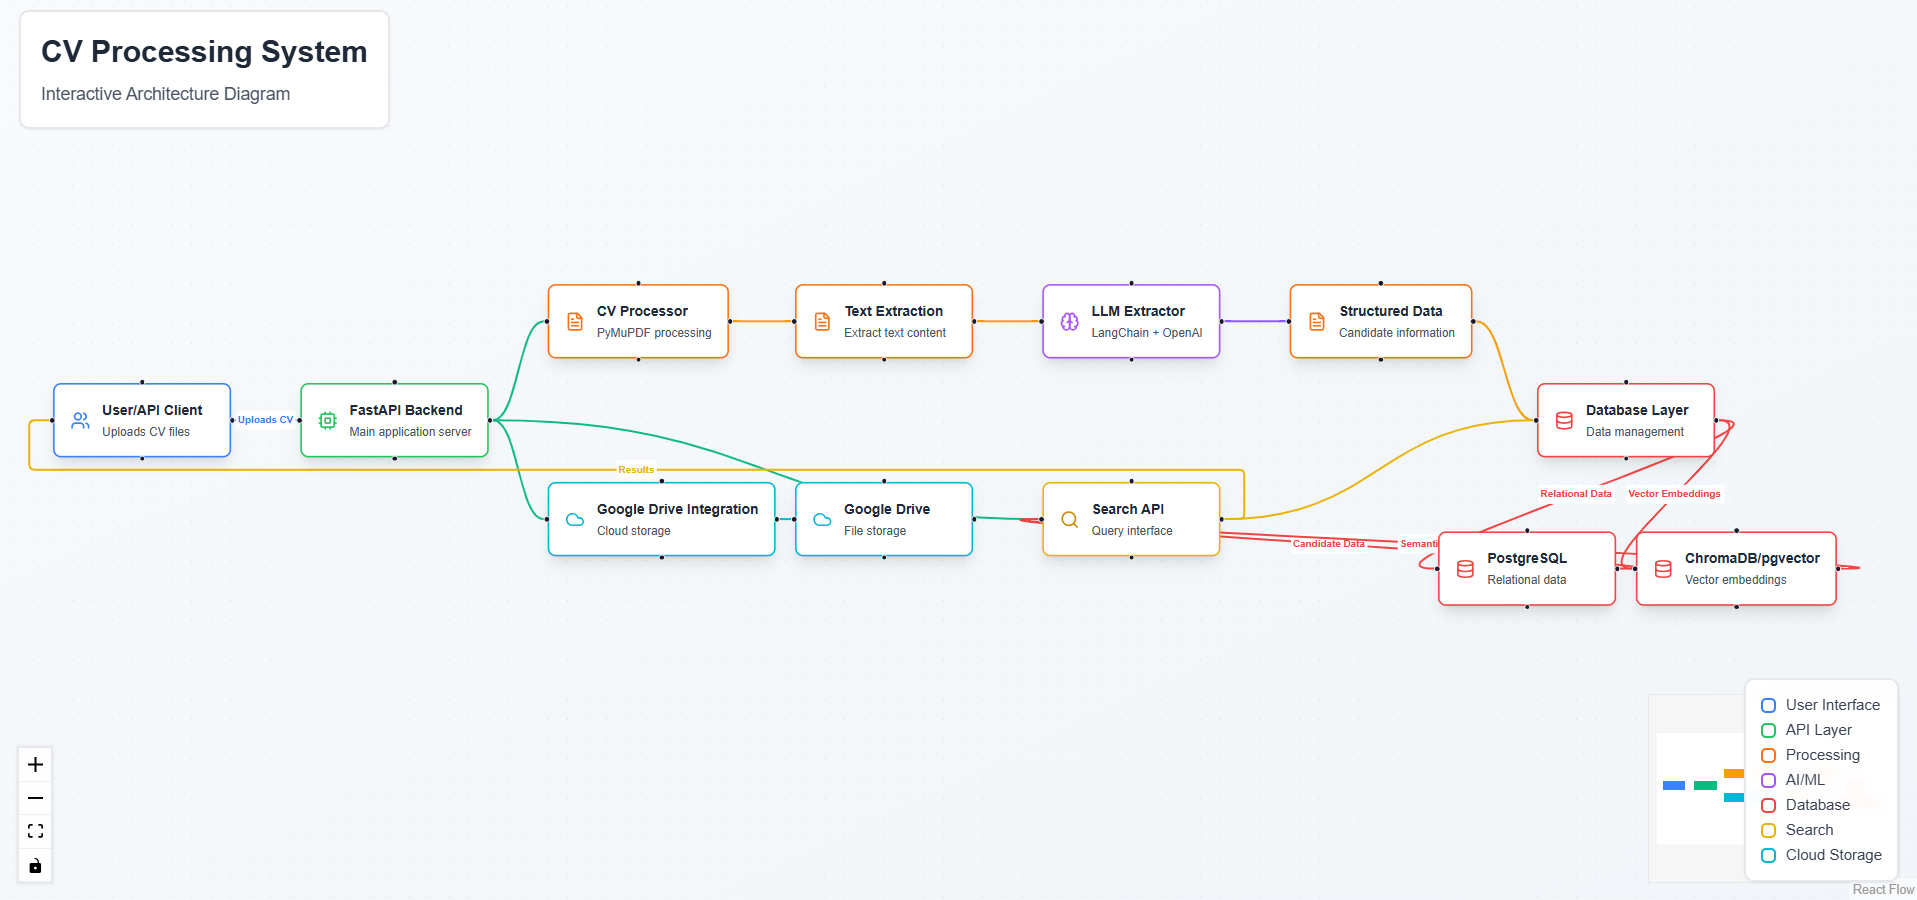 CV Processing System
Interactive Architecture Diagram
CV Processor
PyMuPDF processing
Text Extraction
Extract text content
LLM Extractor
LangChain + OpenAI
Structured Data
Candidate information
User/API Client
Uploads CV files
Uploads CV
FastAPI Backend
Main application server
Database Layer
Data management
Results
Google Drive Integration
Cloud storage
Google Drive
File storage
Search API
Query interface
Relational Data
Vector Embeddings
Candidate Data
Semanti
PostgreSQL
Relational data
ChromaDB/pgvector
Vector embeddings
User Interface
API Layer
Processing
AI/ML
Database
Search
Cloud Storage
React Flow